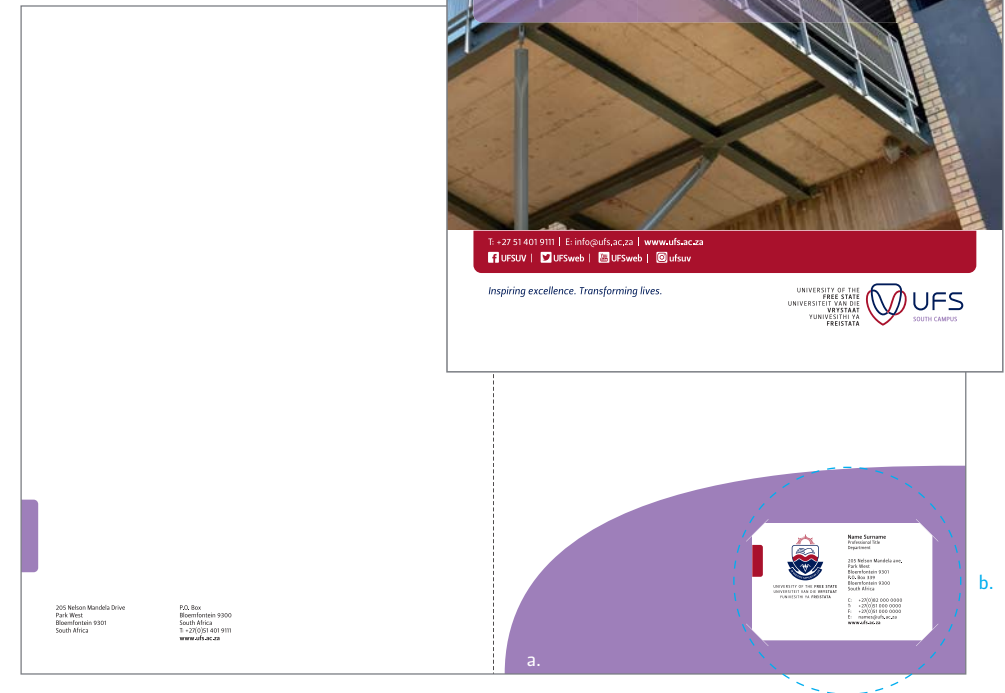 T: +27 51 401 9111 | E: info@ufs.ac.za | www.ufs.ac.za
UFSUV | UFSweb | UFSweb | ufsuv
Inspiring excellence. Transforming lives.
UNIVERSITY OF THE
FREE STATE
UNIVERSITEIT VAN DIE
VRYSTAAT
YUNIVESITHI YA
FREISTATA
UFS
SOUTH CAMPUS
205 Nelson Mandela Drive
Park West
Bloemfontein 9301
South Africa
P.O. Box
Bloemfontein 9300
South Africa
T: +27(0)51 401 9111
www.ufs.ac.za
a.
UNIVERSITY OF THE FREE STATE
UNIVERSITEIT VAN DIE VRYSTAAT
YUNIVESITHI YA FREISTATA
Name Surname
Professional Title
Department
205 Nelson Mandela ave,
Park West
Bloemfontein 9301
P.O. Box 339
Bloemfontein 9300
South Africa
C: +27(0)82 000 0000
T: +27(0)51 000 0000
F: +27(0)51 000 0000
E: names@ufs.ac.za
www.ufs.ac.za
b.